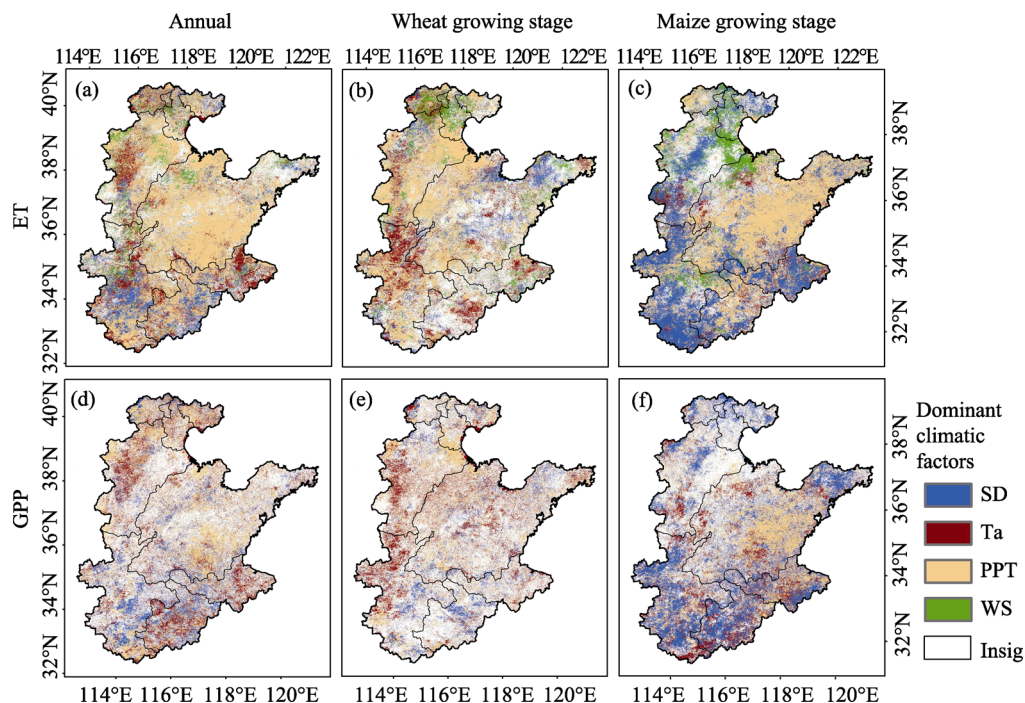 Annual
Wheat growing stage
Maize growing stage
114°E 116°E 118°E 120°E 122°E
114°E 116°E 118°E 120°E 122°E
114°E 116°E 118°E 120°E 122°E
(a)
(b)
(c)
ET
40°N
38°N
36°N
34°N
32°N
38°N
36°N
34°N
32°N
(d)
(e)
(f)
GPP
40°N
38°N
36°N
34°N
32°N
38°N
36°N
34°N
32°N
114°E 116°E 118°E 120°E
114°E 116°E 118°E 120°E
114°E 116°E 118°E 120°E
Dominant
climatic
factors
SD
Ta
PPT
WS
Insig